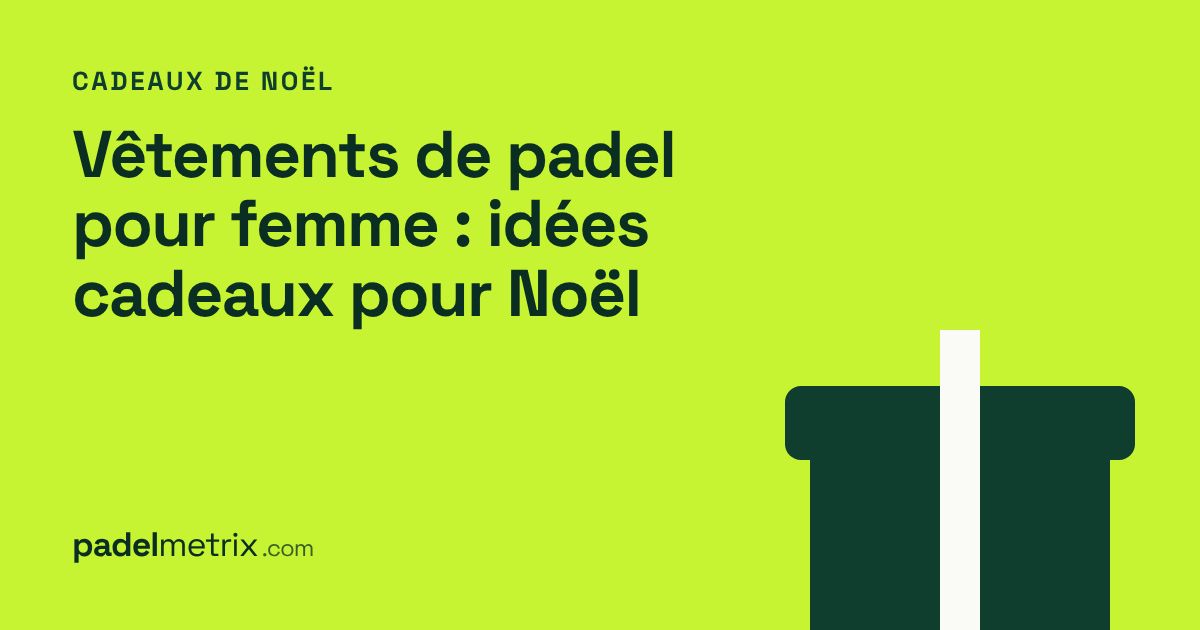 CADEAUX DE NOËL
Vêtements de padel
pour femme : idées
cadeaux pour Noël
padelmetrix.com